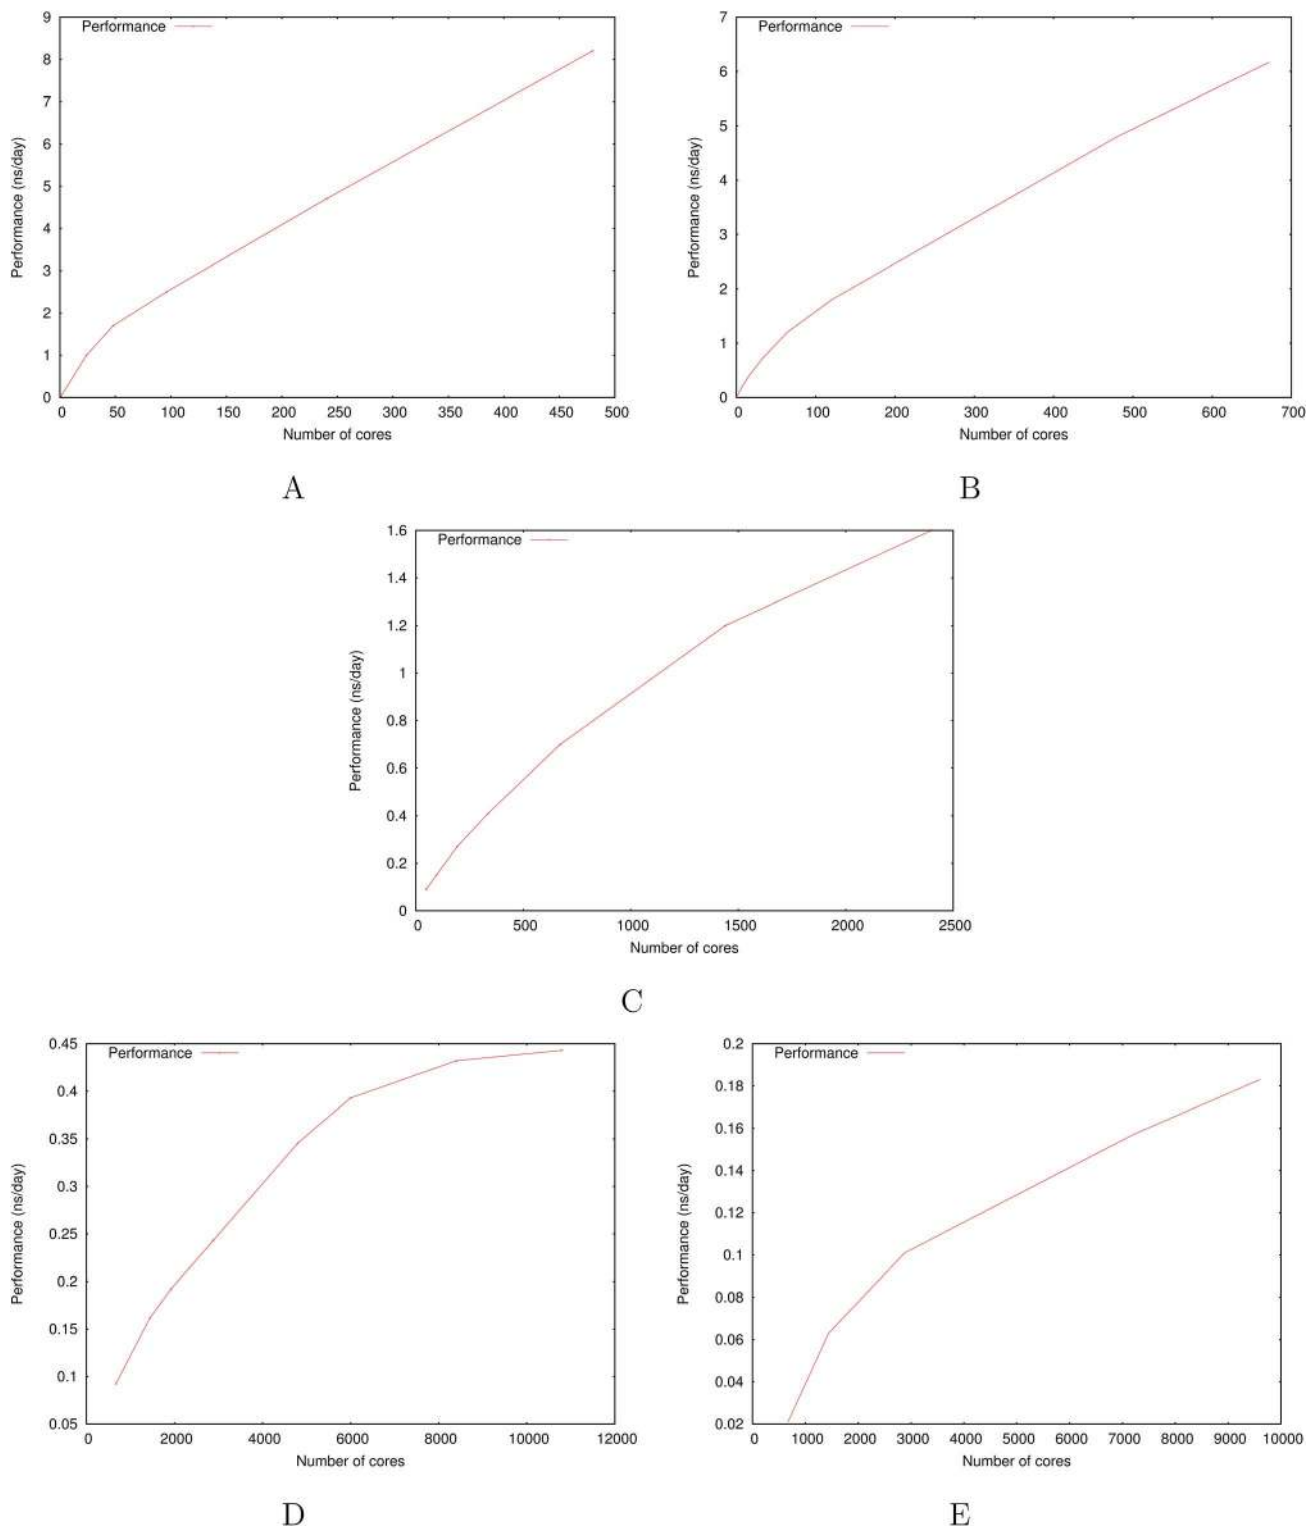 Performance
9
8
7
6
5
4
3
2
1
0
Performance (ns/day)
0 50 100 150 200 250 300 350 400 450 500
Number of cores
A
Performance
7
6
5
4
3
2
1
0
Performance (ns/day)
0 100 200 300 400 500 600 700
Number of cores
B
Performance
1.6
1.4
1.2
1
0.8
0.6
0.4
0.2
0
Performance (ns/day)
0 500 1000 1500 2000 2500
Number of cores
C
Performance
0.45
0.4
0.35
0.3
0.25
0.2
0.15
0.1
0.05
Performance (ns/day)
0 2000 4000 6000 8000 10000 12000
Number of cores
D
Performance
0.2
0.18
0.16
0.14
0.12
0.1
0.08
0.06
0.04
0.02
Performance (ns/day)
0 1000 2000 3000 4000 5000 6000 7000 8000 9000 10000
Number of cores
E